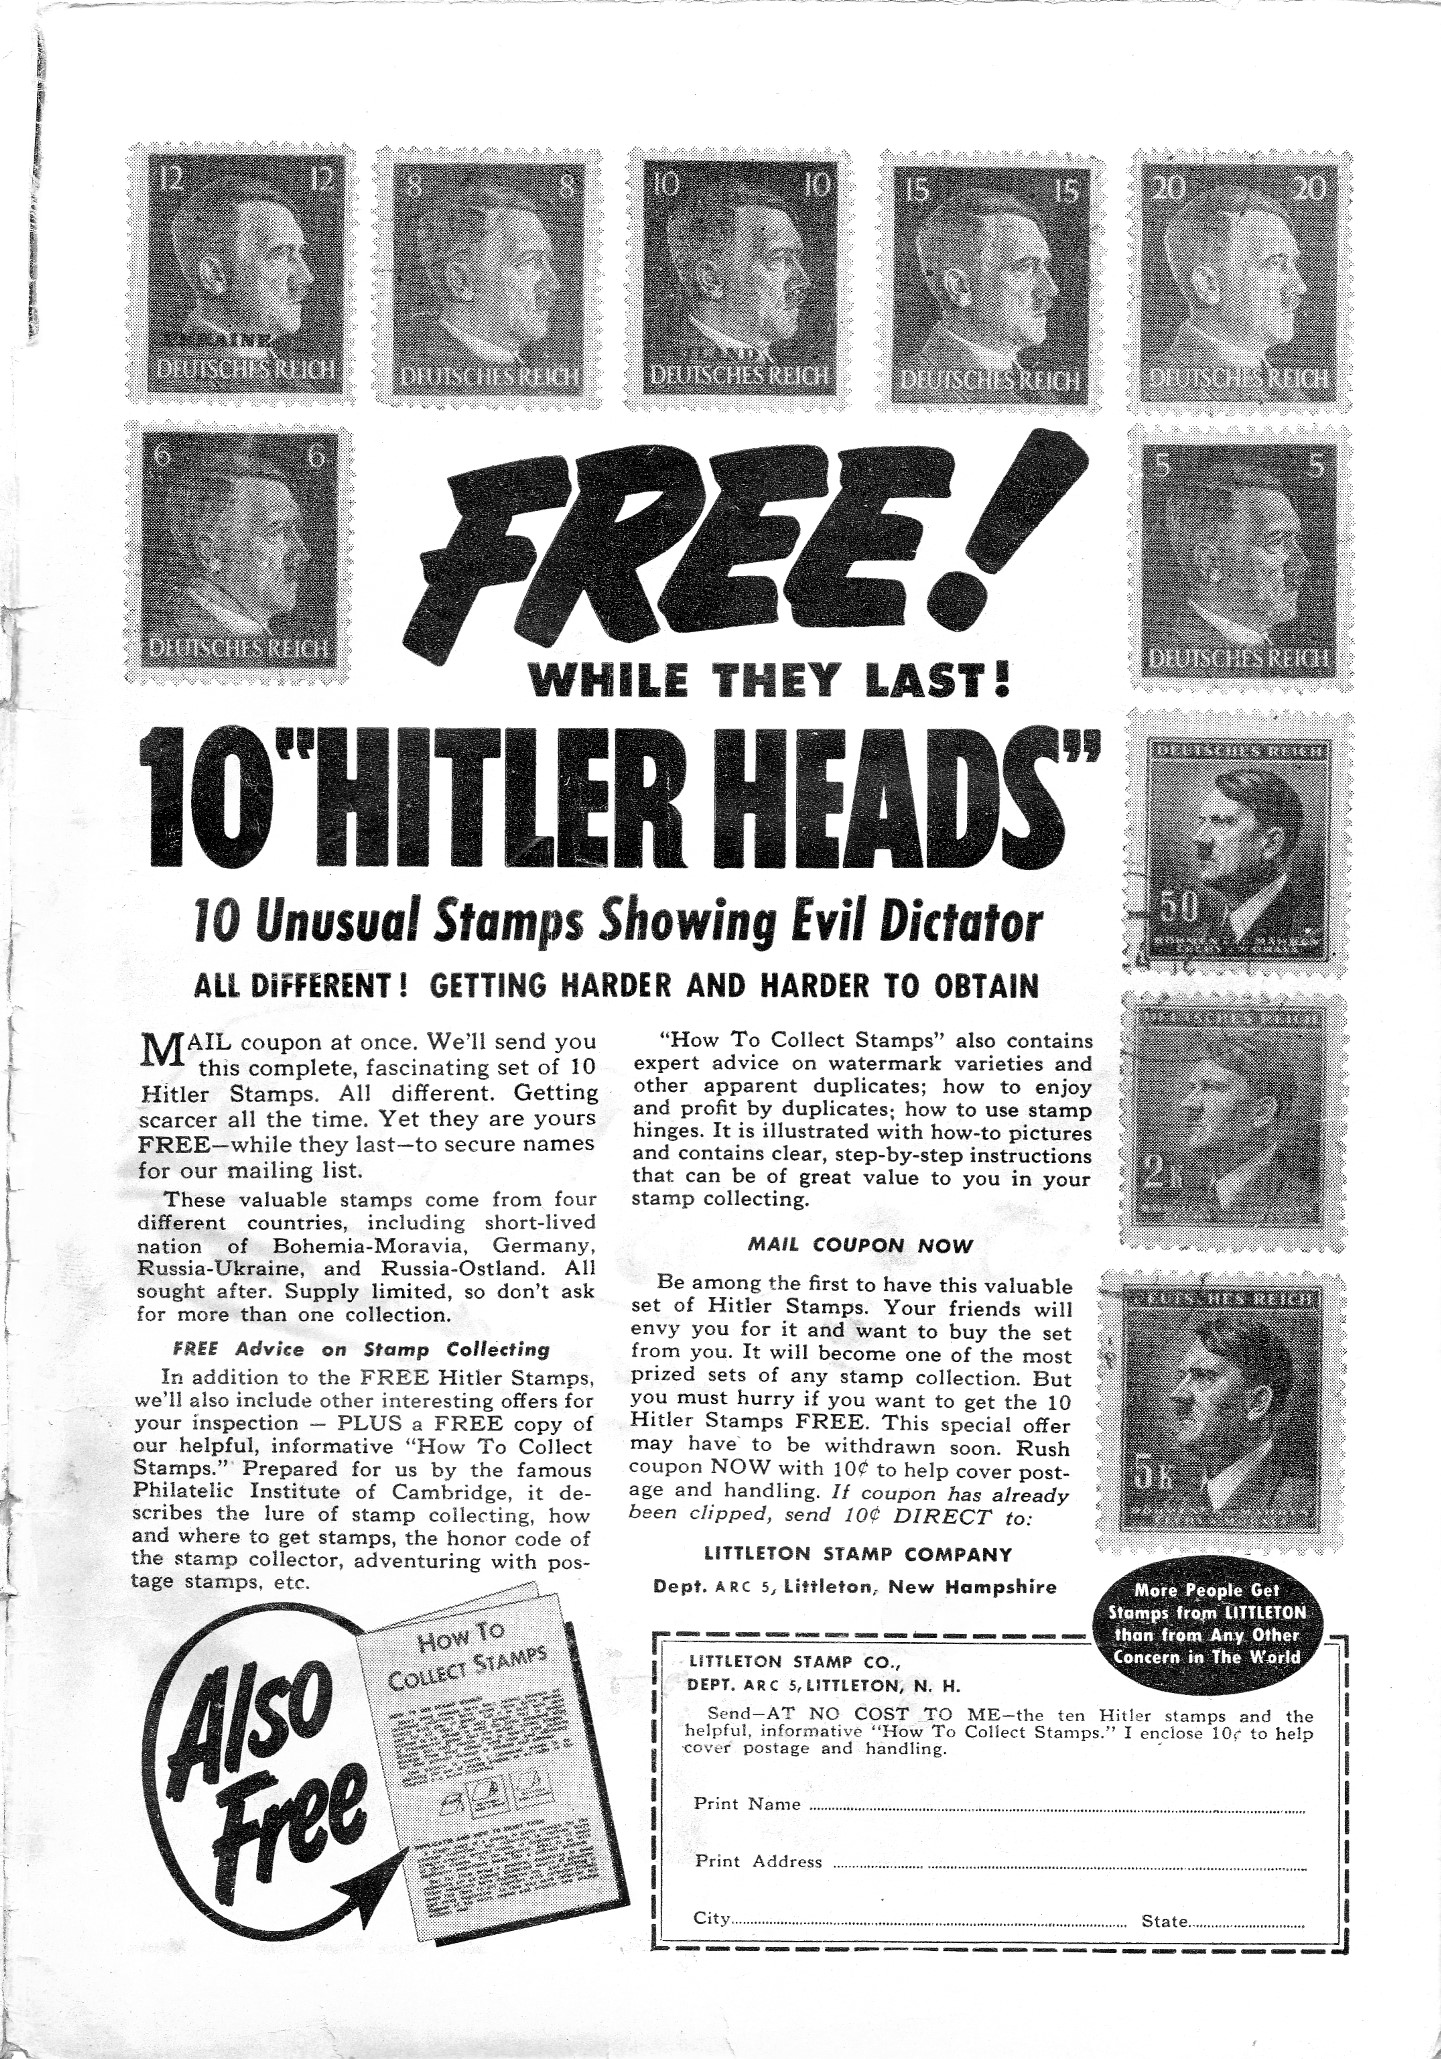 12 12
UKRAINE
DEUTSCHES REICH
8 8
DEUTSCHES REICH
10 10
DEUTSCHES REICH
15 15
DEUTSCHES REICH
20 20
DEUTSCHES REICH
6 6
DEUTSCHES REICH
5 5
DEUTSCHES REICH
FREE!
WHILE THEY LAST!
10 "HITLER HEADS"
10 Unusual Stamps Showing Evil Dictator
ALL DIFFERENT! GETTING HARDER AND HARDER TO OBTAIN
DEUTSCHES REICH
50
DEUTSCHES REICH
2K
DEUTSCHES REICH
5K
MAIL coupon at once. We'll send you
this complete, fascinating set of 10
Hitler Stamps. All different. Getting
scarcer all the time. Yet they are yours
FREE—while they last—to secure names
for our mailing list.
These valuable stamps come from four
different countries, including short-lived
nation of Bohemia-Moravia, Germany,
Russia-Ukraine, and Russia-Ostland. All
sought after. Supply limited, so don't ask
for more than one collection.
FREE Advice on Stamp Collecting
In addition to the FREE Hitler Stamps,
we'll also include other interesting offers for
your inspection — PLUS a FREE copy of
our helpful, informative "How To Collect
Stamps." Prepared for us by the famous
Philatelic Institute of Cambridge, it de-
scribes the lure of stamp collecting, how
and where to get stamps, the honor code of
the stamp collector, adventuring with pos-
tage stamps, etc.
"How To Collect Stamps" also contains
expert advice on watermark varieties and
other apparent duplicates; how to enjoy
and profit by duplicates; how to use stamp
hinges. It is illustrated with how-to pictures
and contains clear, step-by-step instructions
that can be of great value to you in your
stamp collecting.
MAIL COUPON NOW
Be among the first to have this valuable
set of Hitler Stamps. Your friends will
envy you for it and want to buy the set
from you. It will become one of the most
prized sets of any stamp collection. But
you must hurry if you want to get the 10
Hitler Stamps FREE. This special offer
may have to be withdrawn soon. Rush
coupon NOW with 10¢ to help cover post-
age and handling. If coupon has already
been clipped, send 10¢ DIRECT to:
LITTLETON STAMP COMPANY
Dept. ARC 5, Littleton, New Hampshire
Also
Free
HOW TO
COLLECT STAMPS
More People Get
Stamps from LITTLETON
than from Any Other
Concern in The World
LITTLETON STAMP CO.,
DEPT. ARC 5, LITTLETON, N. H.
Send—AT NO COST TO ME—the ten Hitler stamps and the
helpful, informative "How To Collect Stamps." I enclose 10¢ to help
cover postage and handling.
Print Name
Print Address
City State